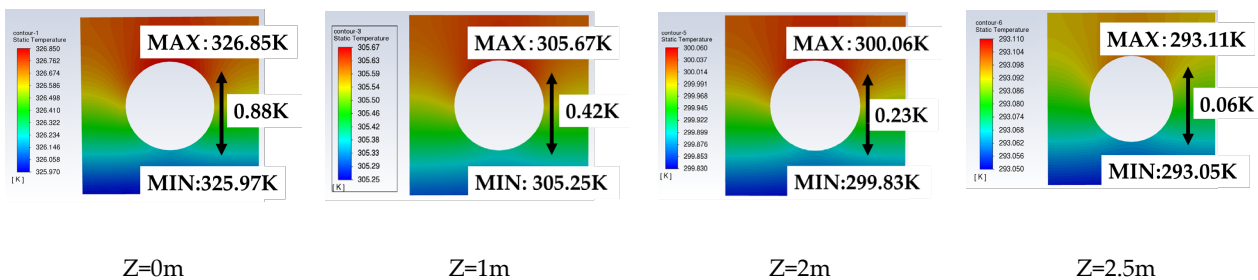 contour-1
Static Temperature
326.850
326.762
326.674
326.586
326.498
326.410
326.322
326.234
326.146
326.058
325.970
[ K ]
MAX:326.85K
0.88K
MIN:325.97K
Z=0m
contour-3
Static Temperature
305.67
305.63
305.59
305.54
305.50
305.46
305.42
305.38
305.33
305.29
305.25
[ K ]
MAX:305.67K
0.42K
MIN: 305.25K
Z=1m
contour-5
Static Temperature
300.060
300.037
300.014
299.991
299.968
299.945
299.922
299.899
299.876
299.853
299.830
[ K ]
MAX:300.06K
0.23K
MIN:299.83K
Z=2m
contour-6
Static Temperature
293.110
293.104
293.098
293.092
293.086
293.080
293.074
293.068
293.062
293.056
293.050
[ K ]
MAX:293.11K
0.06K
MIN:293.05K
Z=2.5m